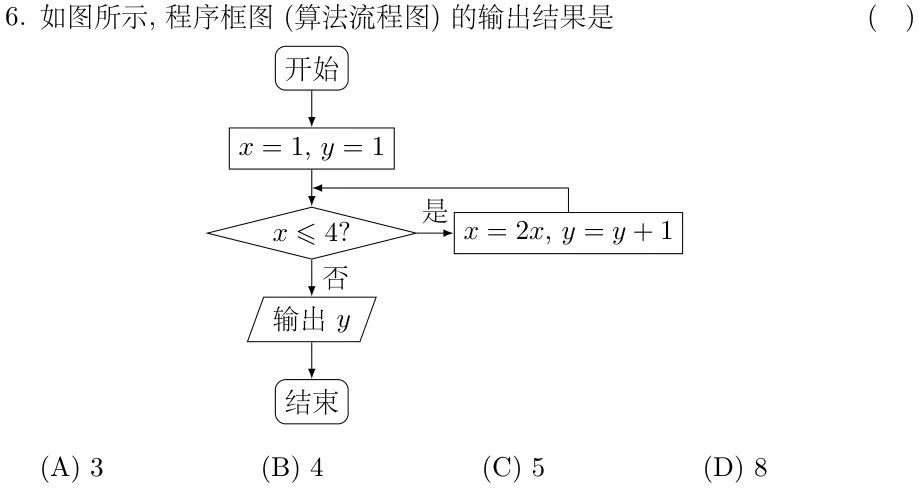 6. 如图所示, 程序框图 (算法流程图) 的输出结果是 ( )
开始
x = 1, y = 1
x ⩽ 4?
是
x = 2x, y = y + 1
否
输出 y
结束
(A) 3 (B) 4 (C) 5 (D) 8